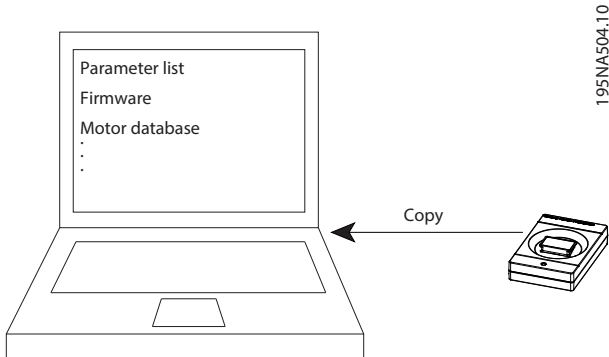 Parameter list
Firmware
Motor database
.
.
.
Copy
195NA504.10